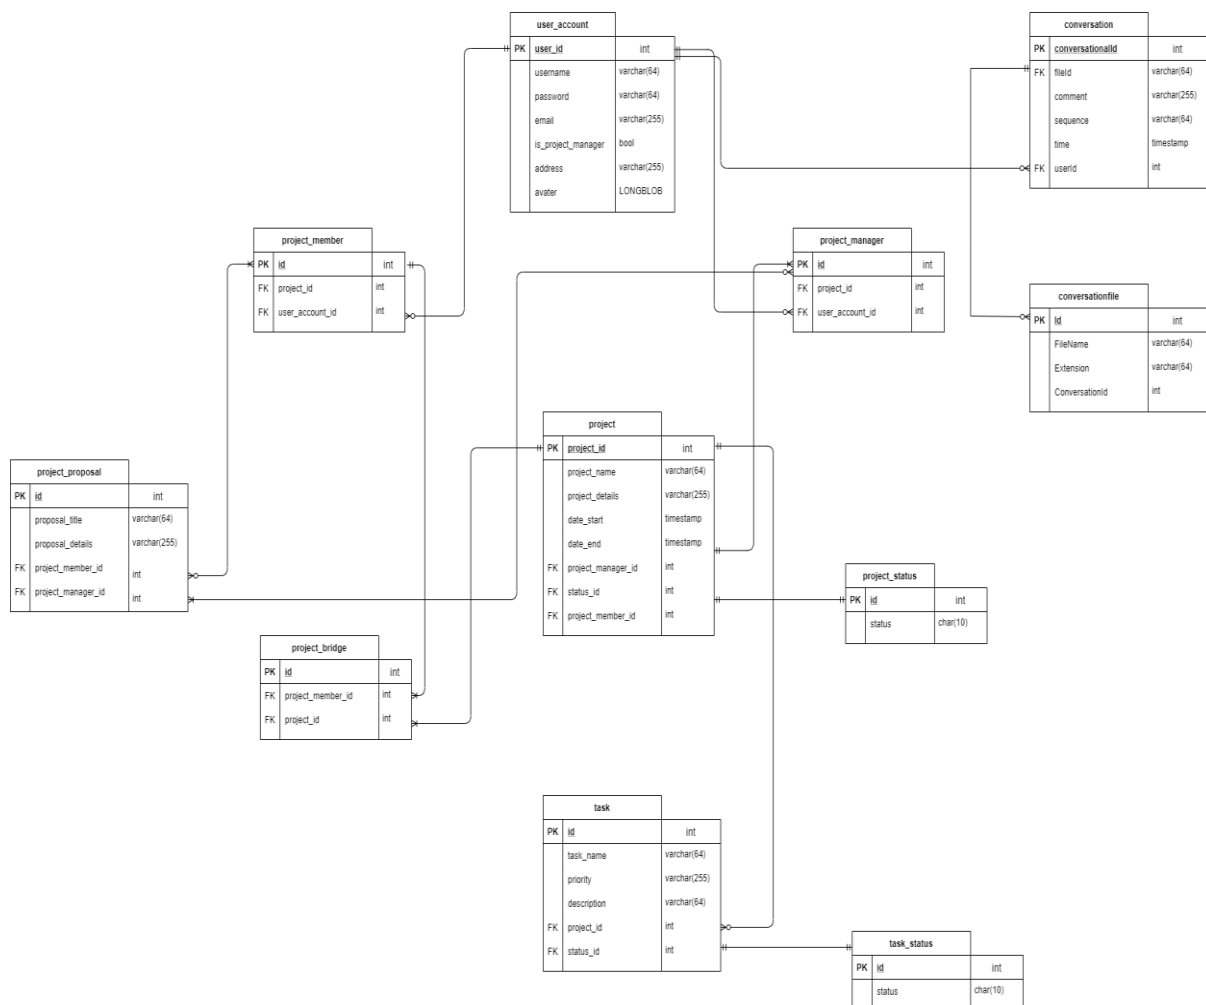 user_account
PK user_id int
username varchar(64)
password varchar(64)
email varchar(255)
is_project_manager bool
address varchar(255)
avater LONGBLOB
conversation
PK conversationalId int
FK fileId varchar(64)
comment varchar(255)
sequence varchar(64)
time timestamp
FK userId int
project_member
PK id int
FK project_id int
FK user_account_id int
project_manager
PK id int
FK project_id int
FK user_account_id int
conversationfile
PK Id int
FileName varchar(64)
Extension varchar(64)
ConversationId int
project
PK project_id int
project_name varchar(64)
project_details varchar(255)
date_start timestamp
date_end timestamp
FK project_manager_id int
FK status_id int
FK project_member_id int
project_proposal
PK id int
proposal_title varchar(64)
proposal_details varchar(255)
FK project_member_id int
FK project_manager_id int
project_status
PK id int
status char(10)
project_bridge
PK id int
FK project_member_id int
FK project_id int
task
PK id int
task_name varchar(64)
priority varchar(255)
description varchar(64)
FK project_id int
FK status_id int
task_status
PK id int
status char(10)